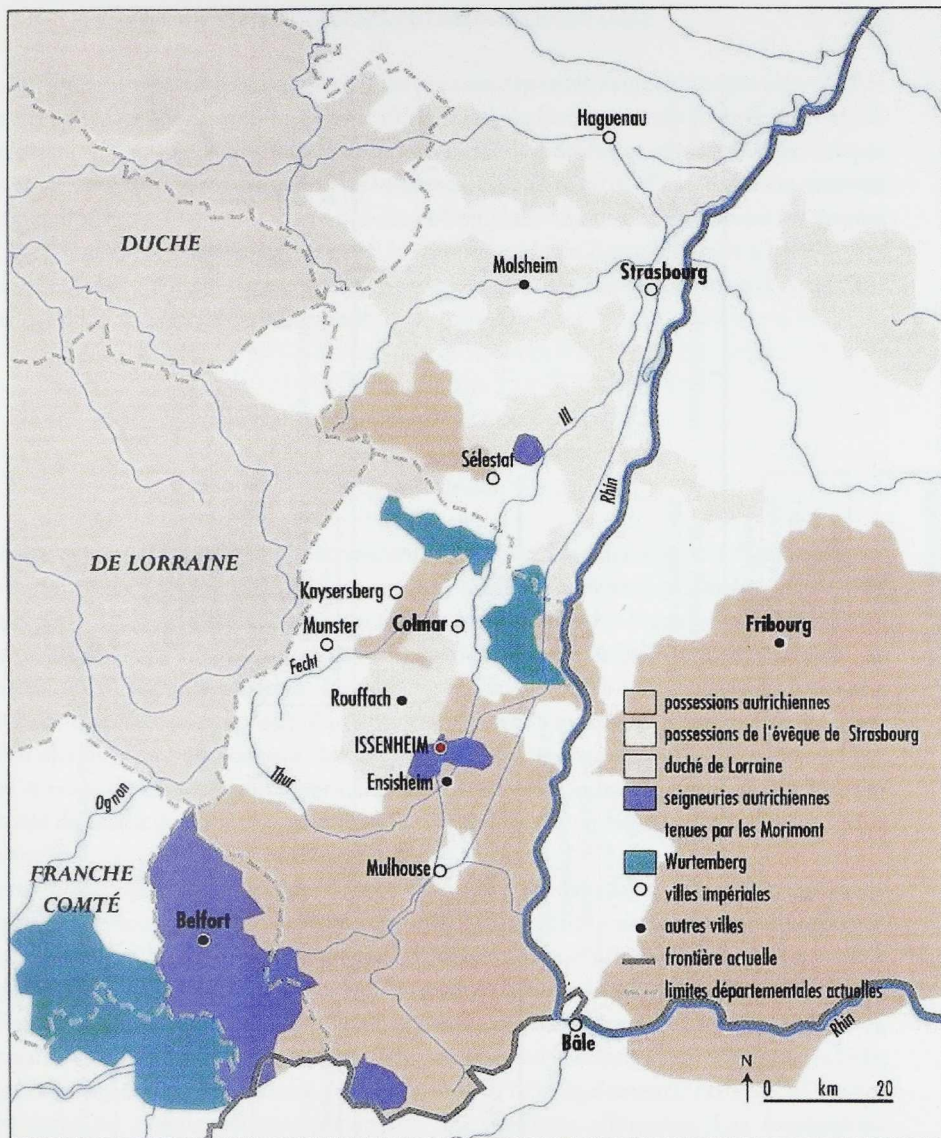 Haguenau
DUCHE
Molsheim
Strasbourg
Ill
Sélestat
Rhin
DE LORRAINE
Kaysersberg
Munster
Colmar
Fribourg
Fecht
Rouffach
possessions autrichiennes
possessions de l'évêque de Strasbourg
ISSENHEIM
duché de Lorraine
Thur
Ensisheim
seigneuries autrichiennes
tenues par les Morimont
Ognon
FRANCHE
COMTÉ
Mulhouse
Wurtemberg
villes impériales
Belfort
autres villes
frontière actuelle
limites départementales actuelles
Bâle
Rhin
N
0 km 20